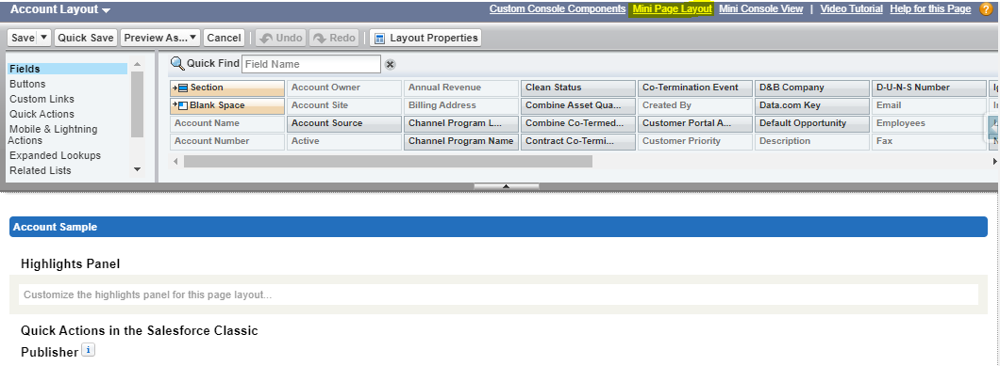 Account Layout
Custom Console Components Mini Page Layout Mini Console View | Video Tutorial Help for this Page ?
Save Quick Save Preview As... Cancel Undo Redo Layout Properties
Fields
Buttons
Custom Links
Quick Actions
Mobile & Lightning
Actions
Expanded Lookups
Related Lists
Quick Find Field Name
Section Account Owner Annual Revenue Clean Status Co-Termination Event D&B Company D-U-N-S Number
Blank Space Account Site Billing Address Combine Asset Qua... Created By Data.com Key Email
Account Name Account Source Channel Program L... Combine Co-Termed... Customer Portal A... Default Opportunity Employees
Account Number Active Channel Program Name Contract Co-Termi... Customer Priority Description Fax
Account Sample
Highlights Panel
Customize the highlights panel for this page layout...
Quick Actions in the Salesforce Classic
Publisher i